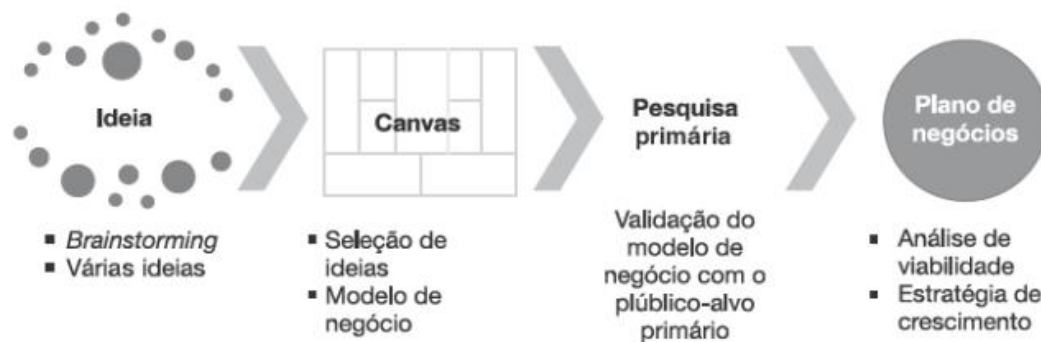 Ideia
■ Brainstorming
■ Várias ideias
Canvas
■ Seleção de
ideias
■ Modelo de
negócio
Pesquisa
primária
Validação do
modelo de
negócio com o
plúblico-alvo
primário
Plano de
negócios
■ Análise de
viabilidade
■ Estratégia de
crescimento